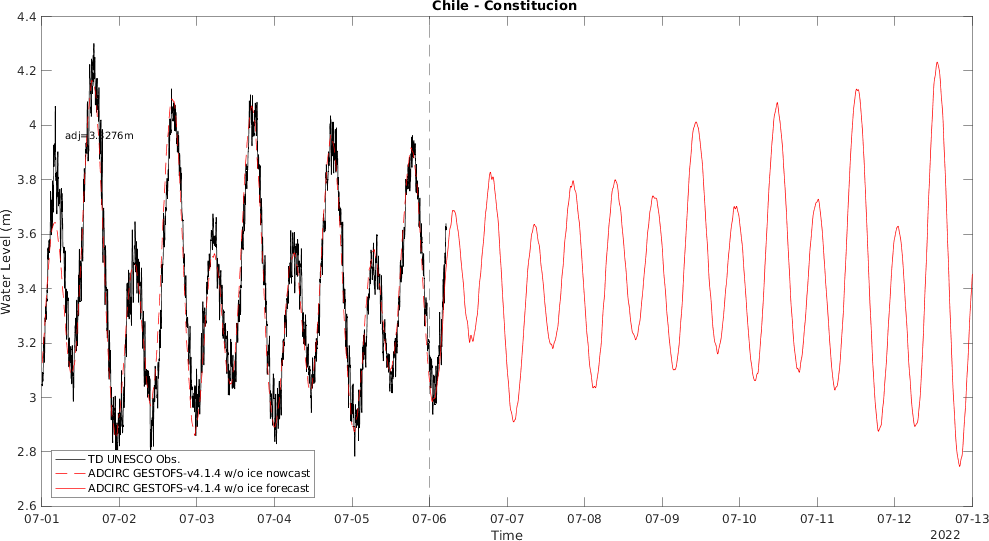 Chile - Constitucion
4.4
4.2
4
3.8
3.6
3.4
3.2
3
2.8
2.6
Water Level (m)
TD UNESCO Obs.
ADCIRC GESTOFS-v4.1.4 w/o ice nowcast
ADCIRC GESTOFS-v4.1.4 w/o ice forecast
07-01 07-02 07-03 07-04 07-05 07-06 07-07 07-08 07-09 07-10 07-11 07-12 07-13
Time
2022